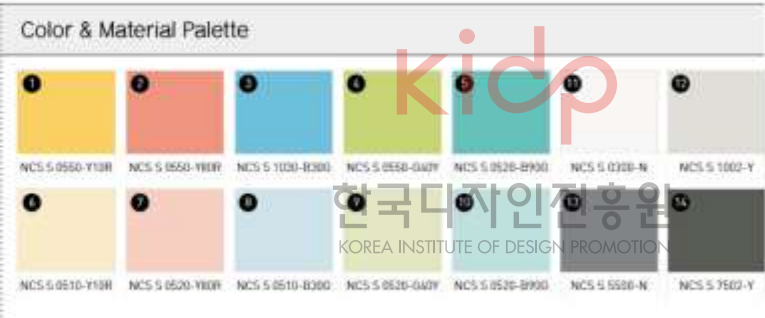 Color & Material Palette
kidp
1 2 3 4 5 11 12
NCS S 0550-Y10R NCS S 0550-Y80R NCS S 1030-B30G NCS S 0550-G40Y NCS S 0520-B90G NCS S 0300-N NCS S 1002-Y
한국디자인진흥원
6 7 8 9 10 13 14
KOREA INSTITUTE OF DESIGN PROMOTION
NCS S 0510-Y10R NCS S 0520-Y80R NCS S 0510-B30G NCS S 0520-G40Y NCS S 0520-B90G NCS S 5500-N NCS S 7502-Y